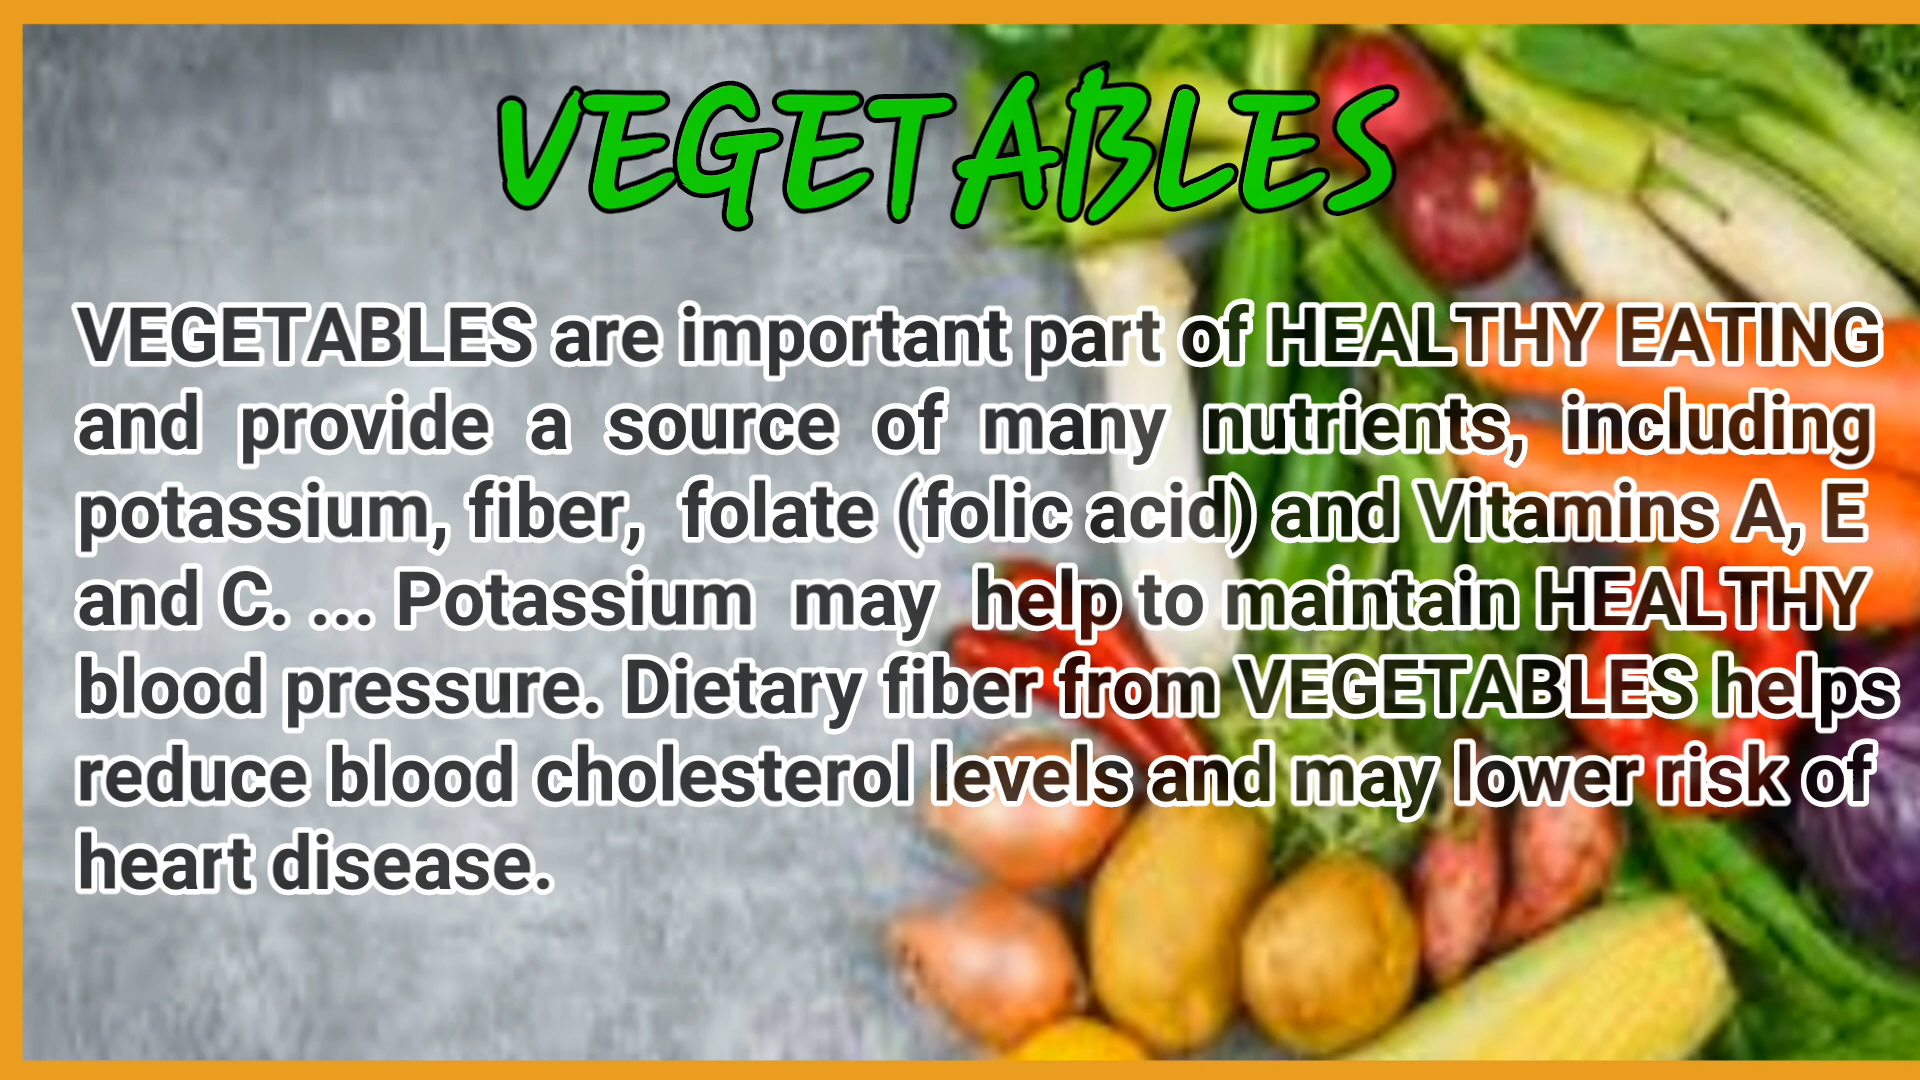 VEGETABLES
VEGETABLES are important part of HEALTHY EATING
and provide a source of many nutrients, including
potassium, fiber, folate (folic acid) and Vitamins A, E
and C. ... Potassium may help to maintain HEALTHY
blood pressure. Dietary fiber from VEGETABLES helps
reduce blood cholesterol levels and may lower risk of
heart disease.